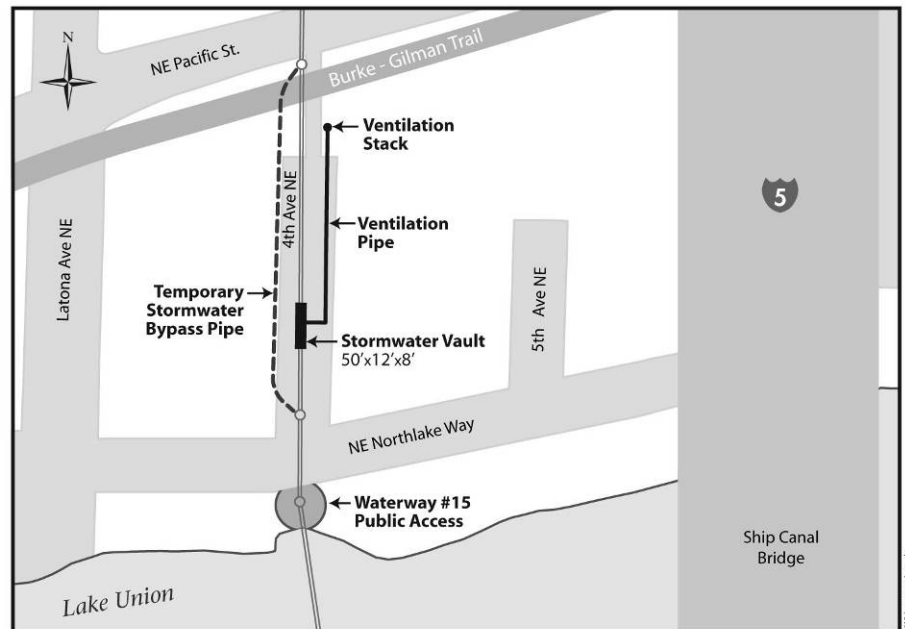 N
NE Pacific St.
Burke - Gilman Trail
Ventilation
Stack
4th Ave NE
Ventilation
Pipe
5
Latona Ave NE
Temporary
Stormwater
Bypass Pipe
Stormwater Vault
50'x12'x8'
5th Ave NE
NE Northlake Way
Waterway #15
Public Access
Ship Canal
Bridge
Lake Union